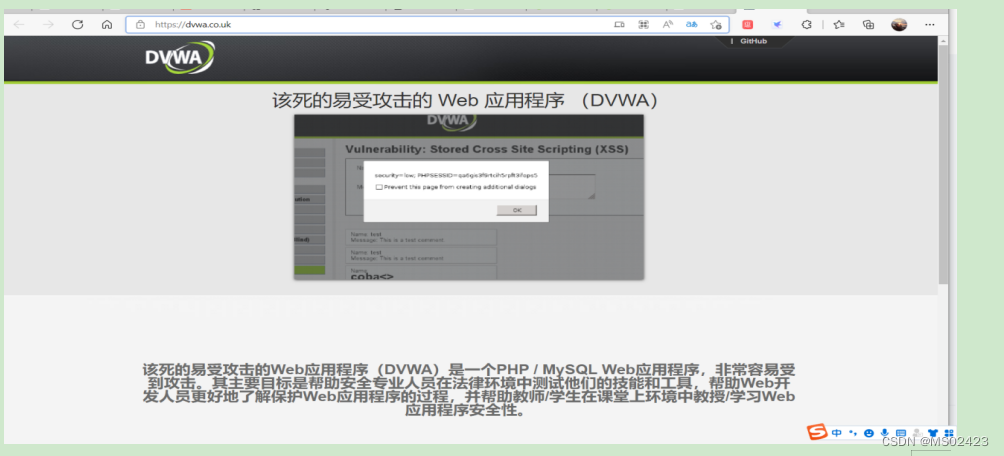 https://dvwa.co.uk
GitHub
DVWA
该死的易受攻击的 Web 应用程序 （DVWA）
DVWA
Vulnerability: Stored Cross Site Scripting (XSS)
Prevent this page from creating additional dialogs
OK
Name: test
Message: This is a test comment.
Name: test
Message: This is a test comment.
Name:
coba<>
该死的易受攻击的Web应用程序（DVWA）是一个PHP / MySQL Web应用程序，非常容易受
到攻击。其主要目标是帮助安全专业人员在法律环境中测试他们的技能和工具，帮助Web开
发人员更好地了解保护Web应用程序的过程，并帮助教师/学生在课堂上环境中教授/学习Web
应用程序安全性。
中
CSDN @MS02423